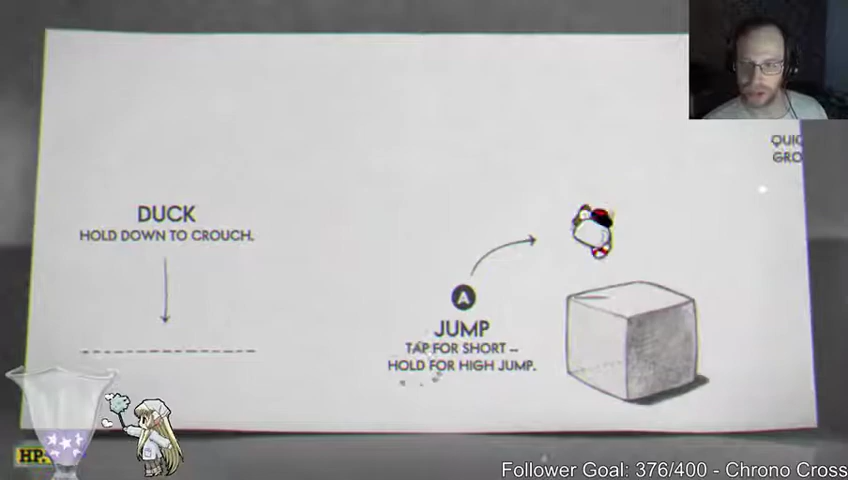 QUIC
GRO
DUCK
HOLD DOWN TO CROUCH.
A
JUMP
TAP FOR SHORT –
HOLD FOR HIGH JUMP.
HP.
Follower Goal: 376/400 - Chrono Cross